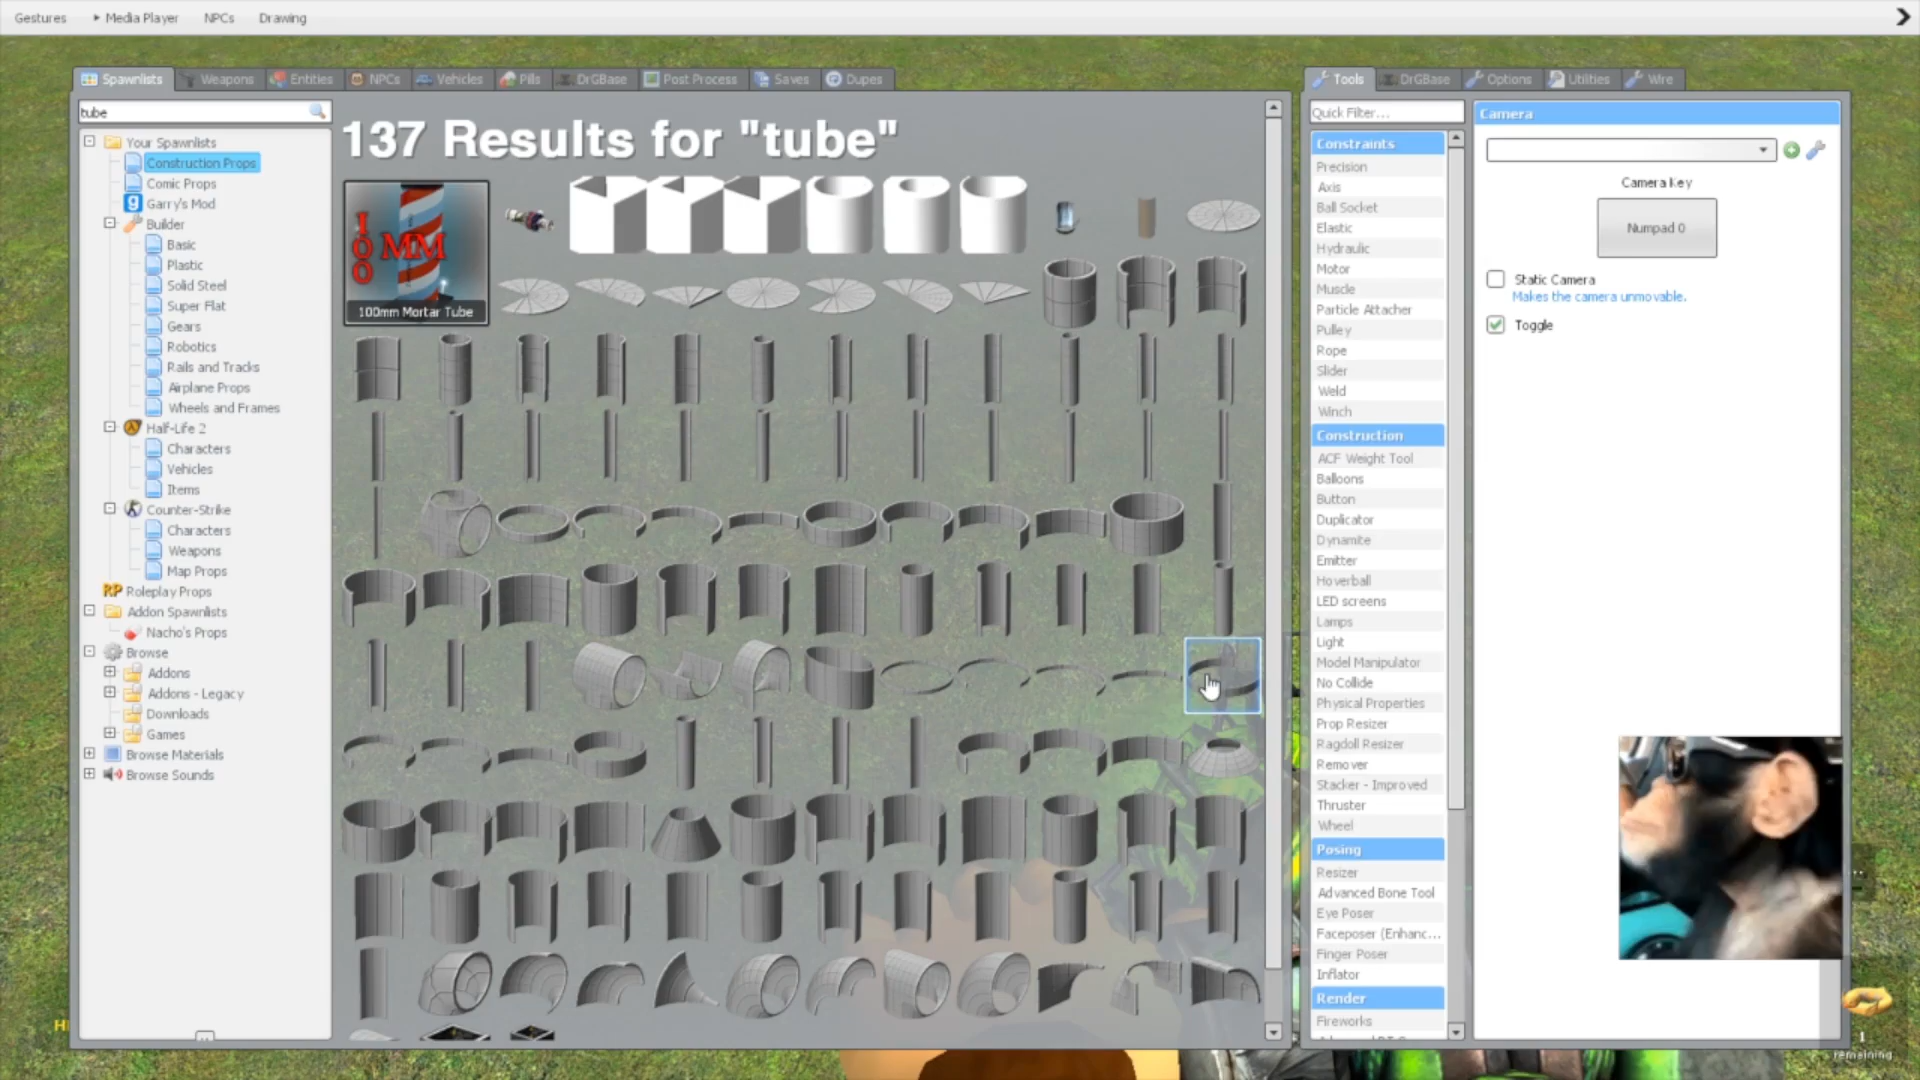 Gestures
Media Player
NPCs
Drawing
Spawnlists
Weapons
Entities
NPCs
Vehicles
Pills
DrGBase
Post Process
Saves
Dupes
tube
Your Spawnlists
Construction Props
Comic Props
Garry's Mod
Builder
Basic
Plastic
Solid Steel
Super Flat
Gears
Robotics
Rails and Tracks
Airplane Props
Wheels and Frames
Half-Life 2
Characters
Vehicles
Items
Counter-Strike
Characters
Weapons
Map Props
RP Roleplay Props
Addon Spawnlists
Nacho's Props
Browse
Addons
Addons - Legacy
Downloads
Games
Browse Materials
Browse Sounds
137 Results for "tube"
100 MM
100mm Mortar Tube
Tools
DrGBase
Options
Utilities
Wire
Quick Filter...
Constraints
Precision
Axis
Ball Socket
Elastic
Hydraulic
Motor
Muscle
Particle Attacher
Pulley
Rope
Slider
Weld
Winch
Construction
ACF Weight Tool
Balloons
Button
Duplicator
Dynamite
Emitter
Hoverball
LED screens
Lamps
Light
Model Manipulator
No Collide
Physical Properties
Prop Resizer
Ragdoll Resizer
Remover
Stacker - Improved
Thruster
Wheel
Posing
Resizer
Advanced Bone Tool
Eye Poser
Faceposer (Enhanc...
Finger Poser
Inflator
Render
Fireworks
Camera
Camera Key
Numpad 0
Static Camera
Makes the camera unmovable.
Toggle
1
remaining